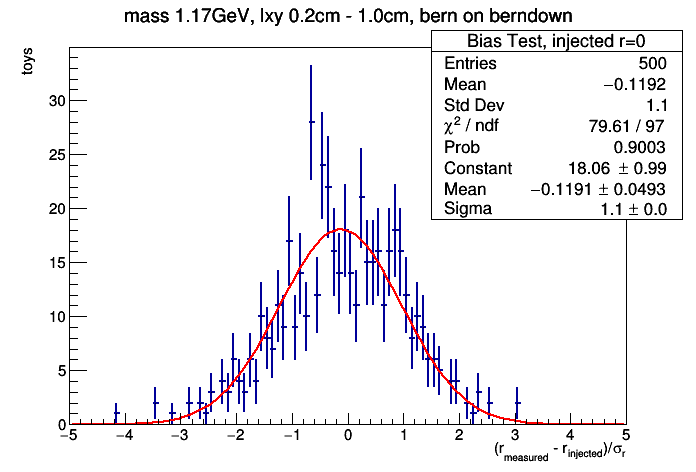 mass 1.17GeV, lxy 0.2cm - 1.0cm, bern on berndown
Bias Test, injected r=0
Entries 500
Mean −0.1192
Std Dev 1.1
χ² / ndf 79.61 / 97
Prob 0.9003
Constant 18.06 ± 0.99
Mean −0.1191 ± 0.0493
Sigma 1.1 ± 0.0
toys
30
25
20
15
10
5
0
−5 −4 −3 −2 −1 0 1 2 3 4 5
(r_measured - r_injected)/σ_r